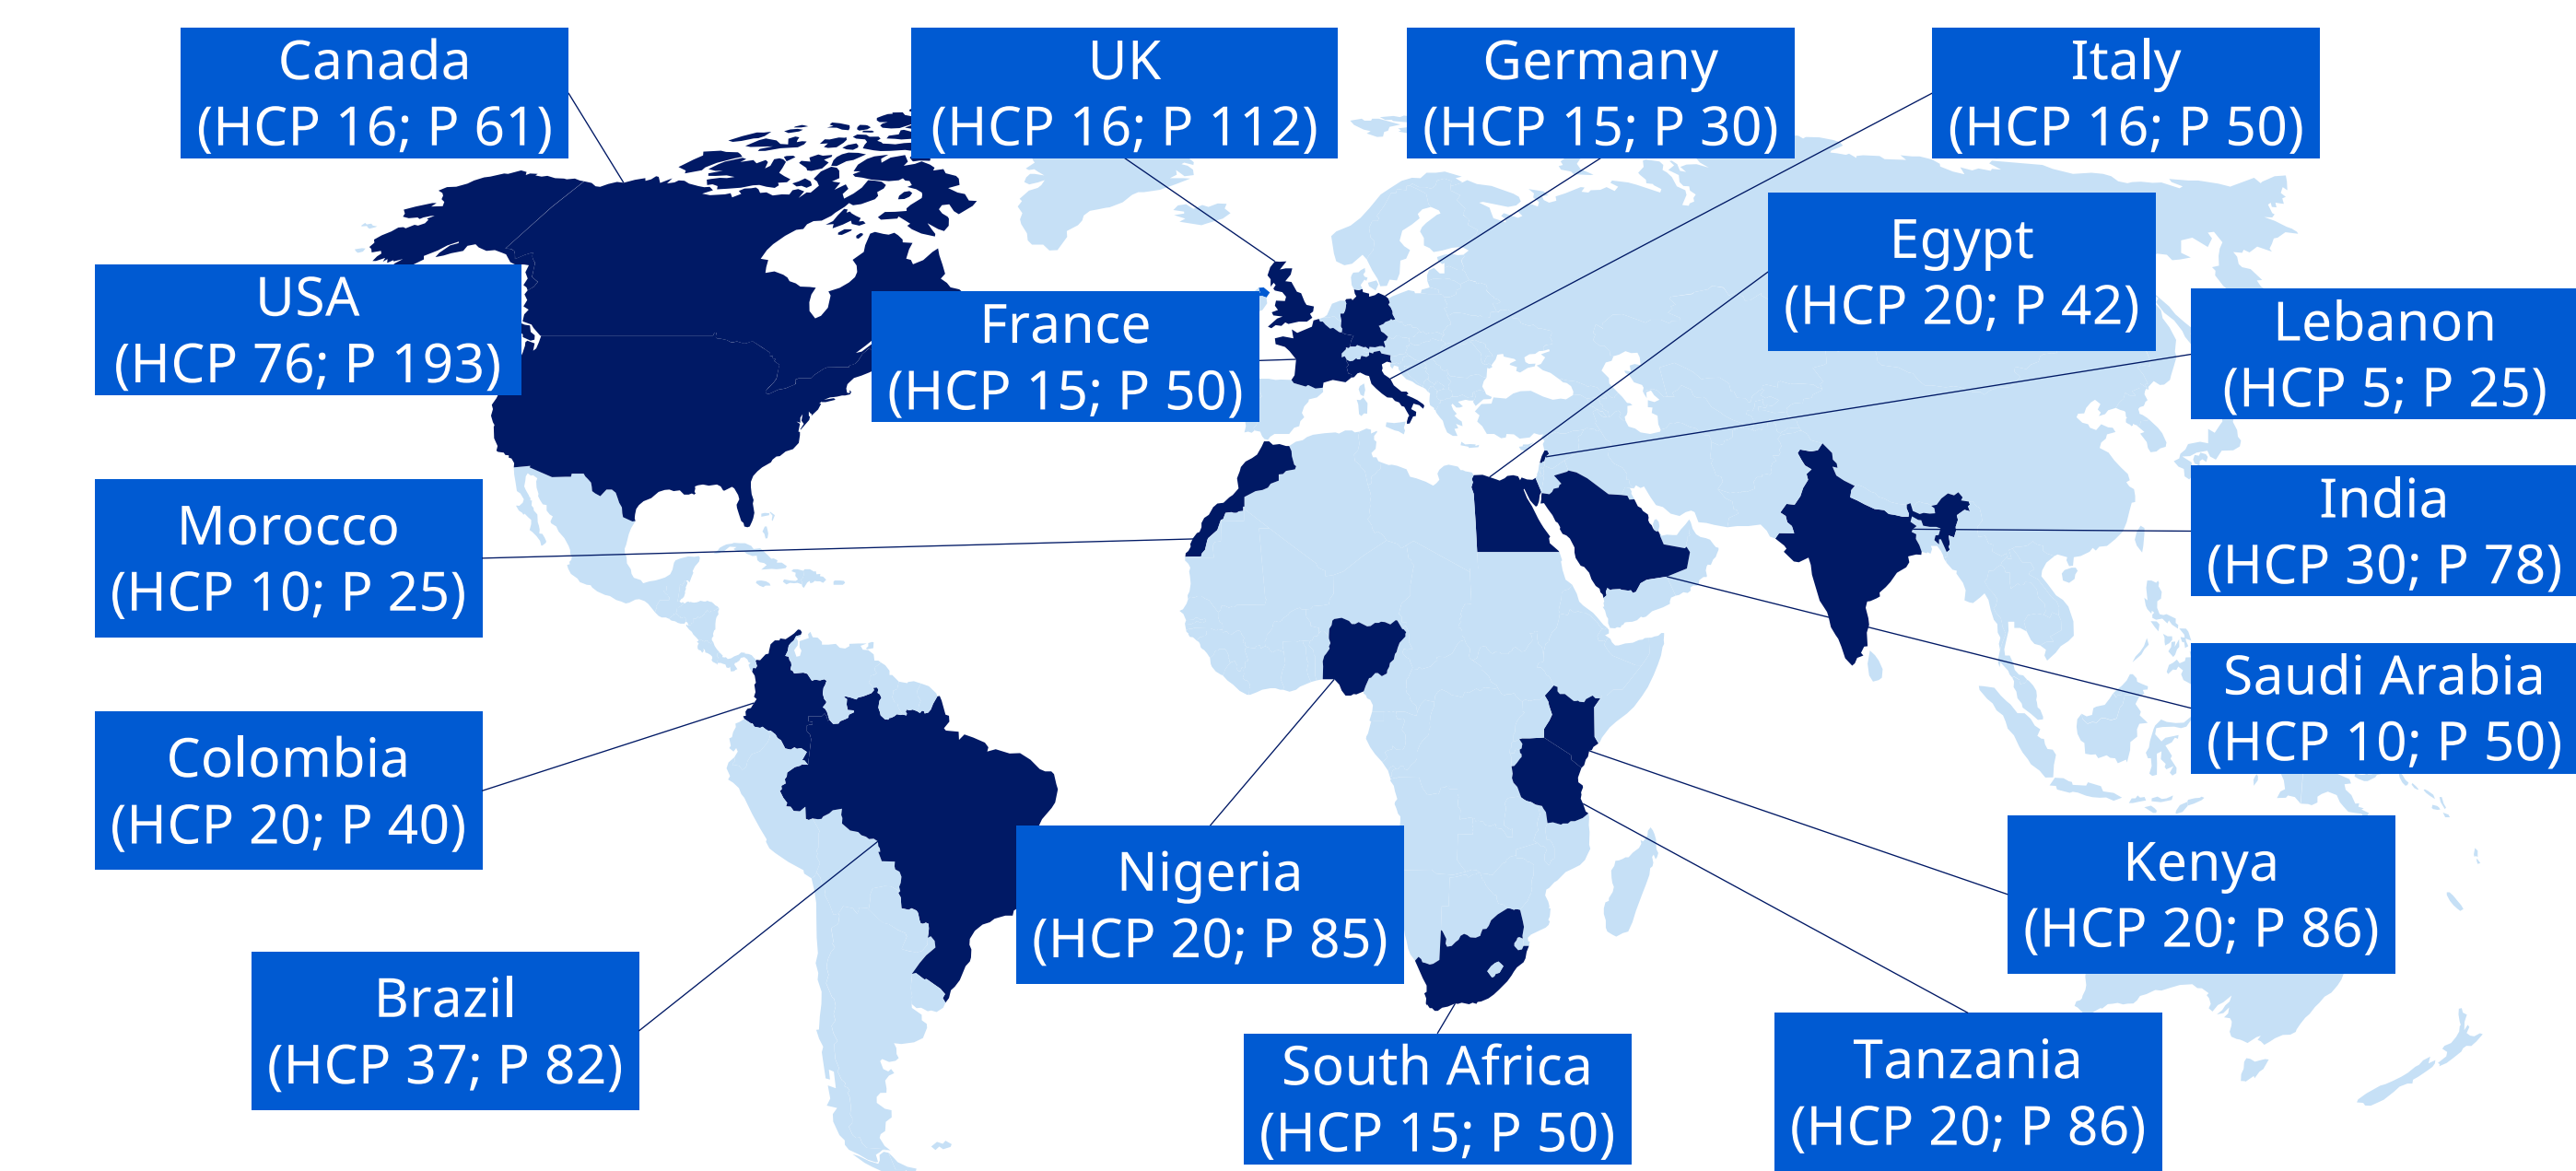 Canada
(HCP 16; P 61)
UK
(HCP 16; P 112)
Germany
(HCP 15; P 30)
Italy
(HCP 16; P 50)
Egypt
(HCP 20; P 42)
USA
(HCP 76; P 193)
France
(HCP 15; P 50)
Lebanon
(HCP 5; P 25)
Morocco
(HCP 10; P 25)
India
(HCP 30; P 78)
Saudi Arabia
(HCP 10; P 50)
Colombia
(HCP 20; P 40)
Nigeria
(HCP 20; P 85)
Kenya
(HCP 20; P 86)
Brazil
(HCP 37; P 82)
South Africa
(HCP 15; P 50)
Tanzania
(HCP 20; P 86)